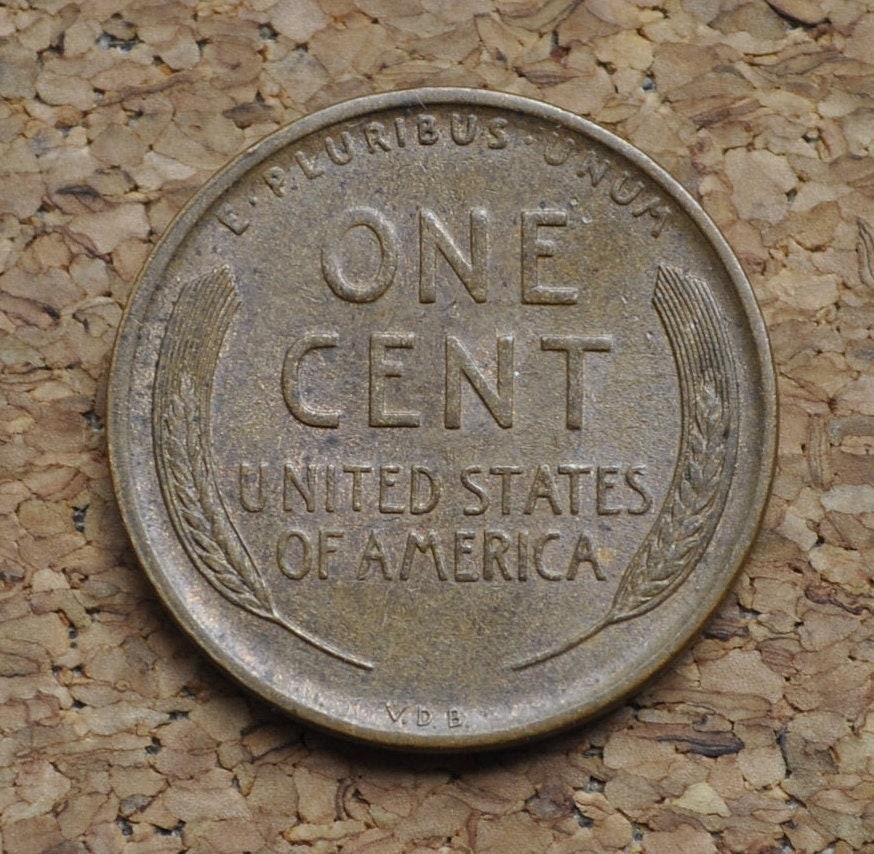 E·PLURIBUS·UNUM
ONE
CENT
UNITED STATES
OF AMERICA
V.D.B.